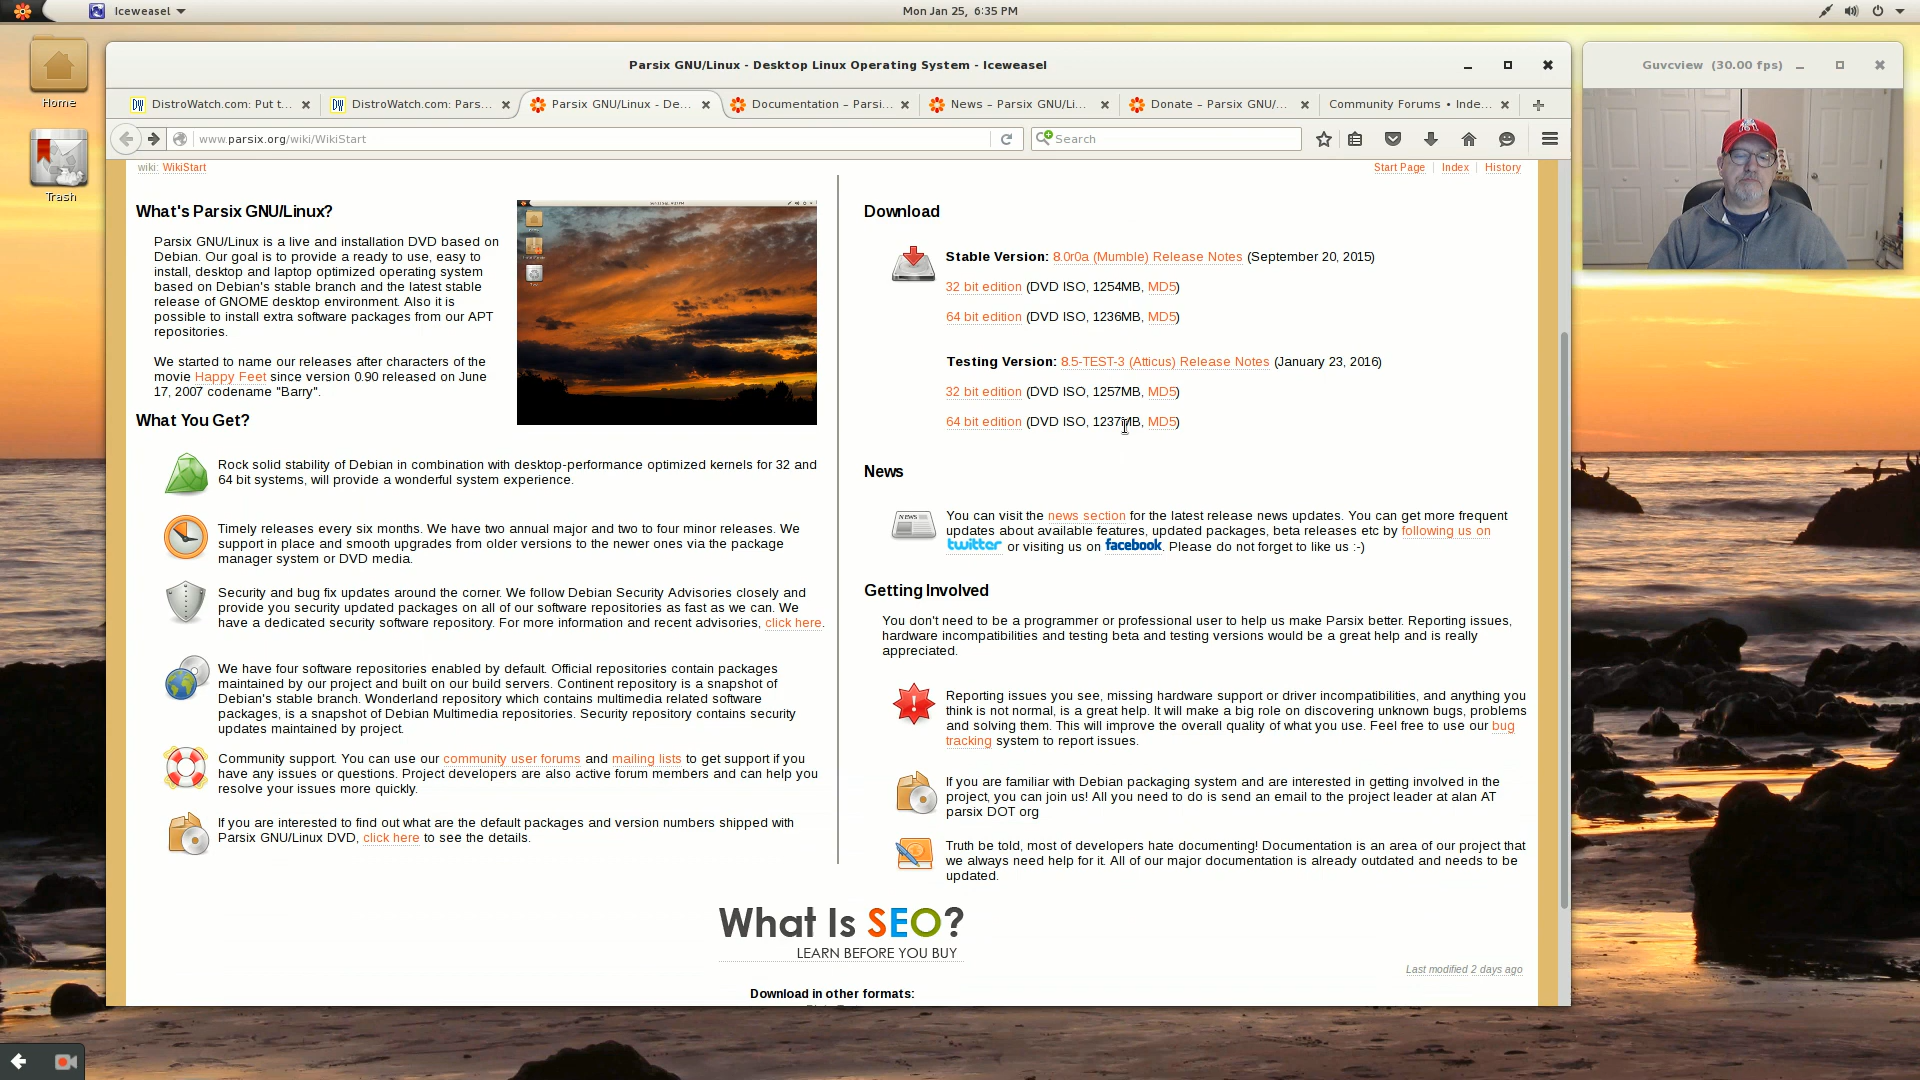 Iceweasel
Mon Jan 25, 6:35 PM
Home
Trash
Parsix GNU/Linux - Desktop Linux Operating System - Iceweasel
Guvcview (30.00 fps)
DistroWatch.com: Put t...
DistroWatch.com: Pars...
Parsix GNU/Linux - De...
Documentation – Parsi...
News – Parsix GNU/Li...
Donate – Parsix GNU/...
Community Forums • Inde...
www.parsix.org/wiki/WikiStart
Search
wiki: WikiStart
Start Page
Index
History
What's Parsix GNU/Linux?
Parsix GNU/Linux is a live and installation DVD based on
Debian. Our goal is to provide a ready to use, easy to
install, desktop and laptop optimized operating system
based on Debian's stable branch and the latest stable
release of GNOME desktop environment. Also it is
possible to install extra software packages from our APT
repositories.
We started to name our releases after characters of the
movie Happy Feet since version 0.90 released on June
17, 2007 codename "Barry".
What You Get?
Rock solid stability of Debian in combination with desktop-performance optimized kernels for 32 and
64 bit systems, will provide a wonderful system experience.
Timely releases every six months. We have two annual major and two to four minor releases. We
support in place and smooth upgrades from older versions to the newer ones via the package
manager system or DVD media.
Security and bug fix updates around the corner. We follow Debian Security Advisories closely and
provide you security updated packages on all of our software repositories as fast as we can. We
have a dedicated security software repository. For more information and recent advisories, click here.
We have four software repositories enabled by default. Official repositories contain packages
maintained by our project and built on our build servers. Continent repository is a snapshot of
Debian's stable branch. Wonderland repository which contains multimedia related software
packages, is a snapshot of Debian Multimedia repositories. Security repository contains security
updates maintained by project.
Community support. You can use our community user forums and mailing lists to get support if you
have any issues or questions. Project developers are also active forum members and can help you
resolve your issues more quickly.
If you are interested to find out what are the default packages and version numbers shipped with
Parsix GNU/Linux DVD, click here to see the details.
Download
Stable Version: 8.0r0a (Mumble) Release Notes (September 20, 2015)
32 bit edition (DVD ISO, 1254MB, MD5)
64 bit edition (DVD ISO, 1236MB, MD5)
Testing Version: 8.5-TEST-3 (Atticus) Release Notes (January 23, 2016)
32 bit edition (DVD ISO, 1257MB, MD5)
64 bit edition (DVD ISO, 1237MB, MD5)
News
NEWS
You can visit the news section for the latest release news updates. You can get more frequent
updates about available features, updated packages, beta releases etc by following us on
twitter or visiting us on facebook. Please do not forget to like us :-)
Getting Involved
You don't need to be a programmer or professional user to help us make Parsix better. Reporting issues,
hardware incompatibilities and testing beta and testing versions would be a great help and is really
appreciated.
Reporting issues you see, missing hardware support or driver incompatibilities, and anything you
think is not normal, is a great help. It will make a big role on discovering unknown bugs, problems
and solving them. This will improve the overall quality of what you use. Feel free to use our bug
tracking system to report issues.
If you are familiar with Debian packaging system and are interested in getting involved in the
project, you can join us! All you need to do is send an email to the project leader at alan AT
parsix DOT org
Truth be told, most of developers hate documenting! Documentation is an area of our project that
we always need help for it. All of our major documentation is already outdated and needs to be
updated.
What Is SEO?
LEARN BEFORE YOU BUY
Last modified 2 days ago
Download in other formats: